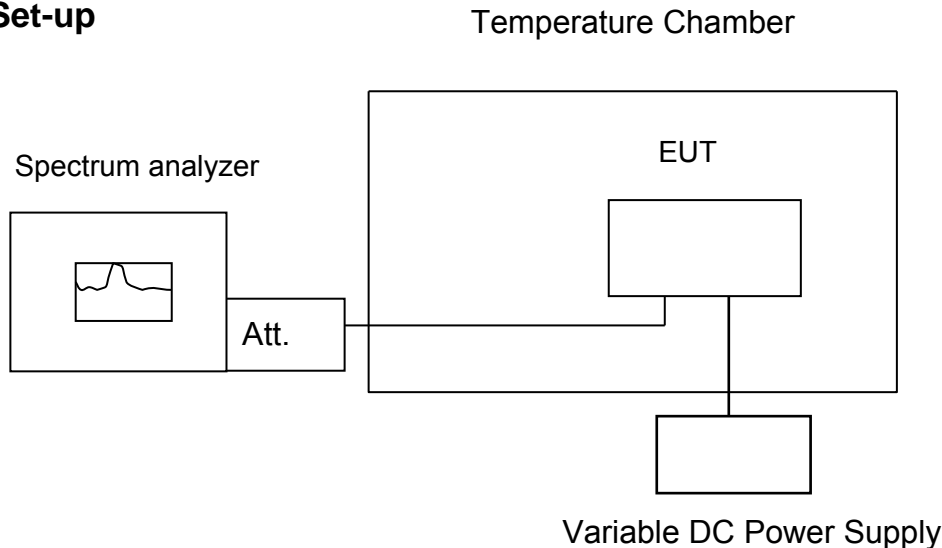 Set-up
Temperature Chamber
EUT
Spectrum analyzer
Att.
Variable DC Power Supply